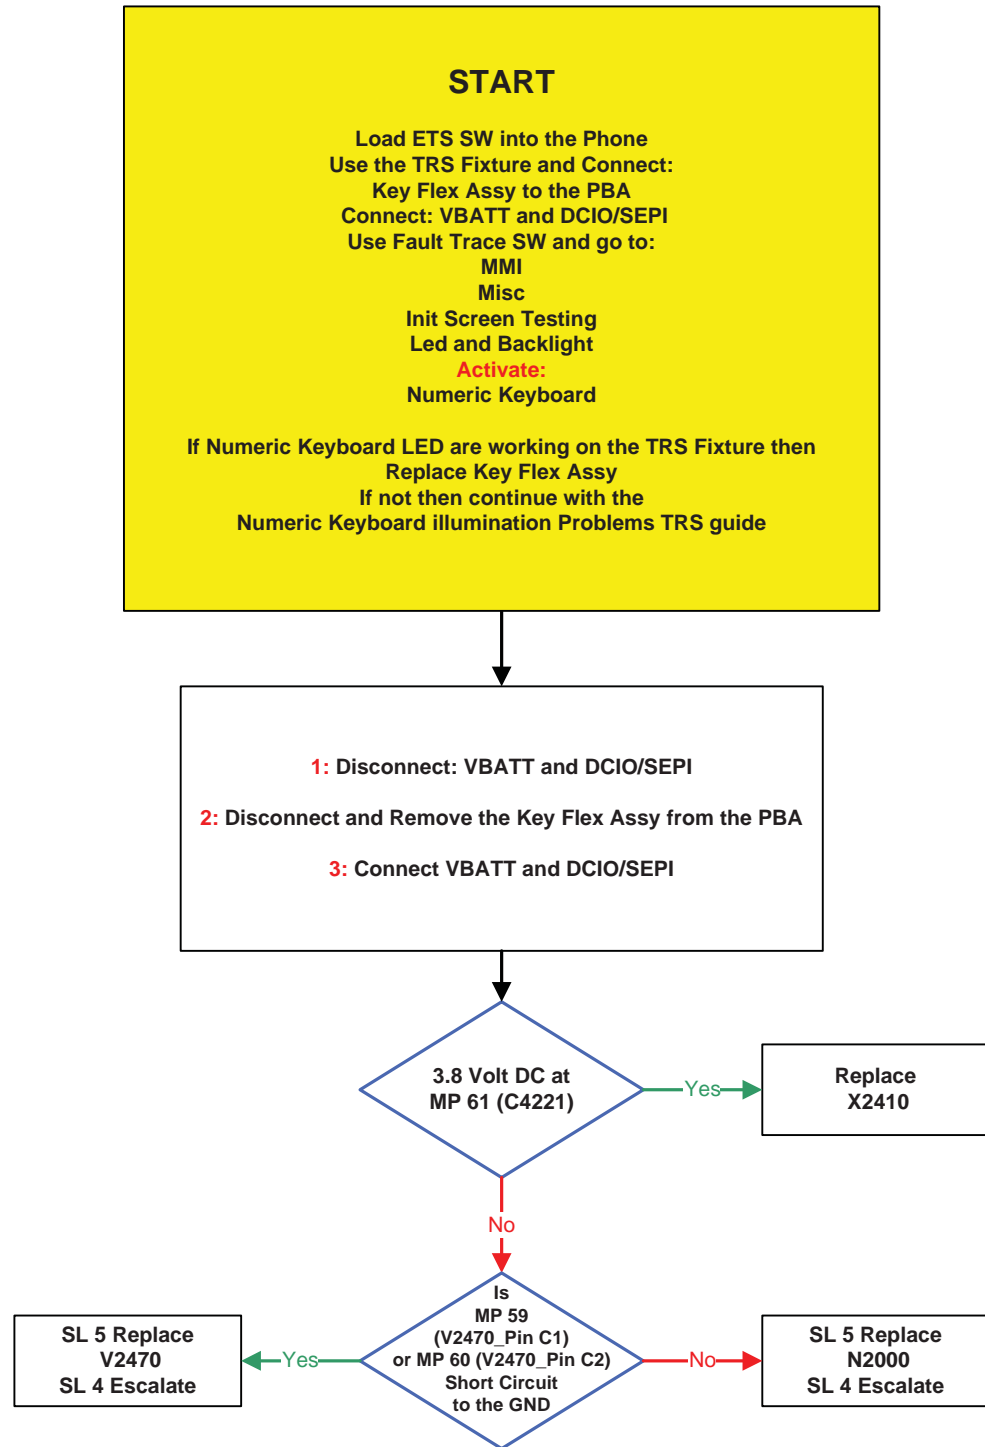 START
Load ETS SW into the Phone
Use the TRS Fixture and Connect:
Key Flex Assy to the PBA
Connect: VBATT and DCIO/SEPI
Use Fault Trace SW and go to:
MMI
Misc
Init Screen Testing
Led and Backlight
Activate:
Numeric Keyboard
If Numeric Keyboard LED are working on the TRS Fixture then
Replace Key Flex Assy
If not then continue with the
Numeric Keyboard illumination Problems TRS guide
1: Disconnect: VBATT and DCIO/SEPI
2: Disconnect and Remove the Key Flex Assy from the PBA
3: Connect VBATT and DCIO/SEPI
3.8 Volt DC at
MP 61 (C4221)
Yes
Replace
X2410
No
Is
MP 59
(V2470_Pin C1)
or MP 60 (V2470_Pin C2)
Short Circuit
to the GND
Yes
SL 5 Replace
V2470
SL 4 Escalate
No
SL 5 Replace
N2000
SL 4 Escalate